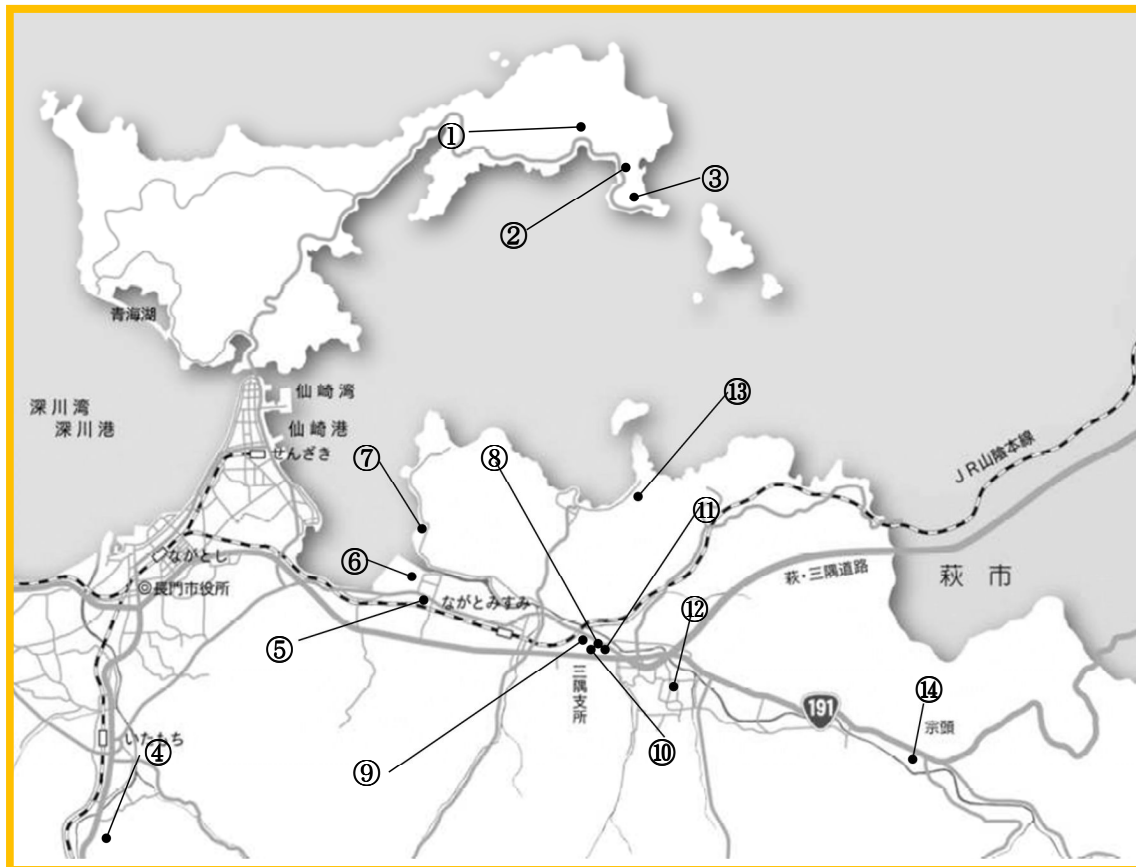 ①
③
②
青海湖
仙崎湾
深川湾
深川港
仙崎港
せんざき
⑬
⑦
⑧
⑪
JR山陰本線
ながとし
⑥
萩・三隅道路
萩市
◎長門市役所
ながとみすみ
⑫
⑤
三隅支所
191
⑭
宗頭
いたもち
④
⑨
⑩